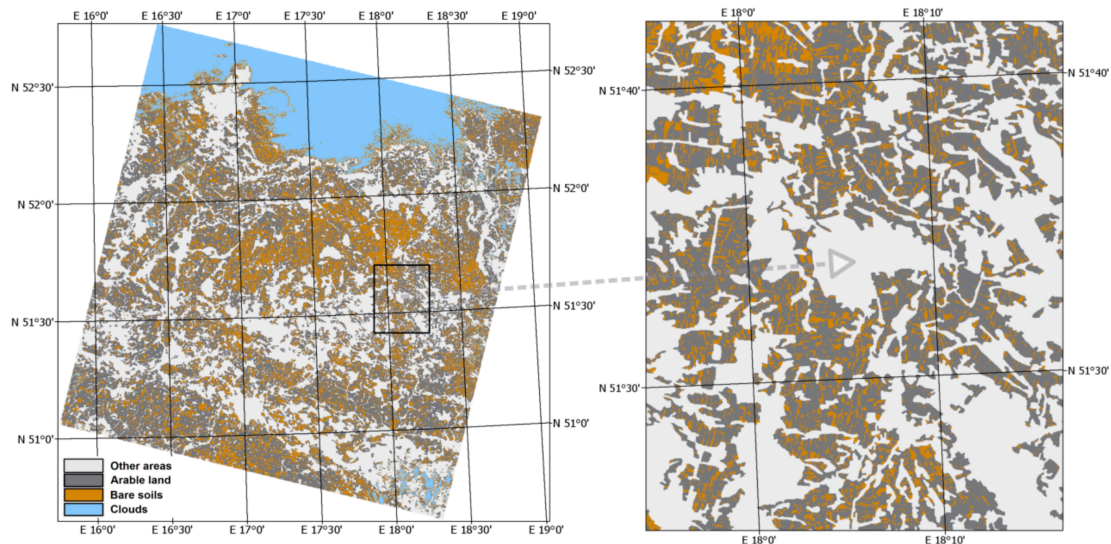 E 16°0' E 16°30' E 17°0' E 17°30' E 18°0' E 18°30' E 19°0'
E 18°0' E 18°10'
N 52°30' N 52°30'
N 51°40' N 51°40'
N 52°0' N 52°0'
N 51°30' N 51°30'
N 51°30' N 51°30'
N 51°0' N 51°0'
Other areas
Arable land
Bare soils
Clouds
E 16°0' E 16°30' E 17°0' E 17°30' E 18°0' E 18°30' E 19°0'
E 18°0' E 18°10'